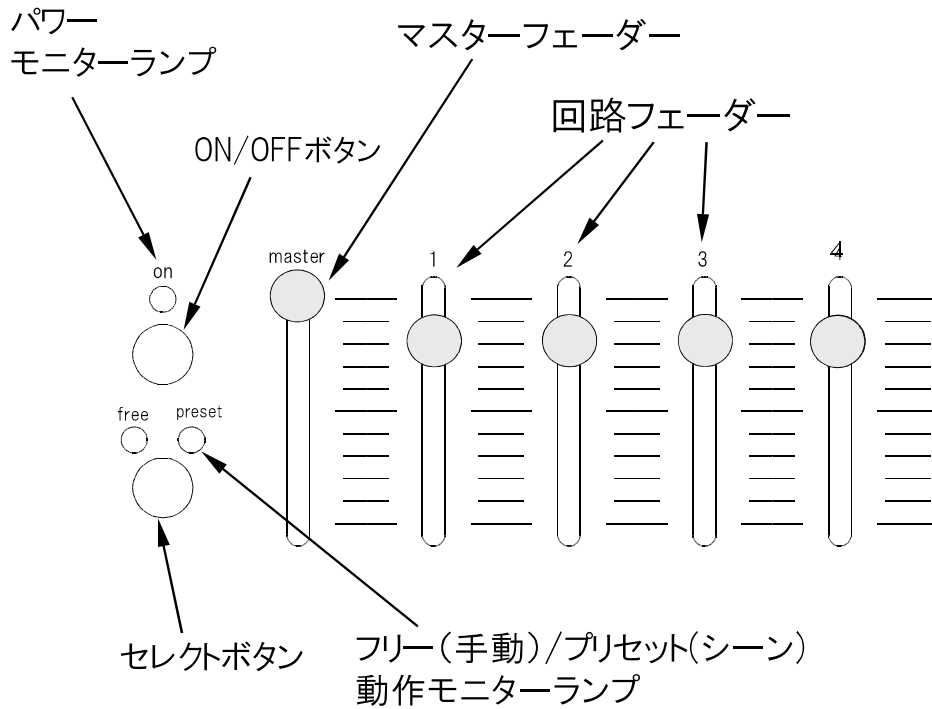 パワー
モニターランプ
マスターフェーダー
回路フェーダー
ON/OFFボタン
on
master
1
2
3
4
free
preset
セレクトボタン
フリー(手動)/プリセット(シーン)
動作モニターランプ